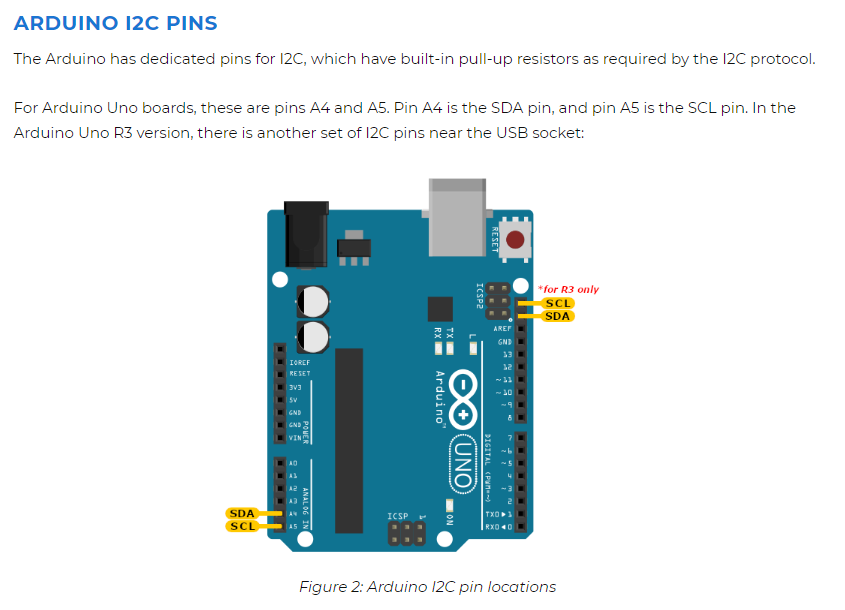 ARDUINO I2C PINS
The Arduino has dedicated pins for I2C, which have built-in pull-up resistors as required by the I2C protocol.
For Arduino Uno boards, these are pins A4 and A5. Pin A4 is the SDA pin, and pin A5 is the SCL pin. In the
Arduino Uno R3 version, there is another set of I2C pins near the USB socket:
RESET
ICSP2
*for R3 only
SCL
SDA
AREF
GND
13
12
~11
~10
~9
8
RX
TX
L
Arduino™
UNO
IOREF
RESET
3V3
5V
GND
GND
VIN
POWER
7
~6
~5
4
~3
2
TXO▶1
RXO◀0
DIGITAL (PWM=~)
A0
A1
A2
A3
A4
A5
ANALOG IN
SDA
SCL
ICSP
1
ON
Figure 2: Arduino I2C pin locations